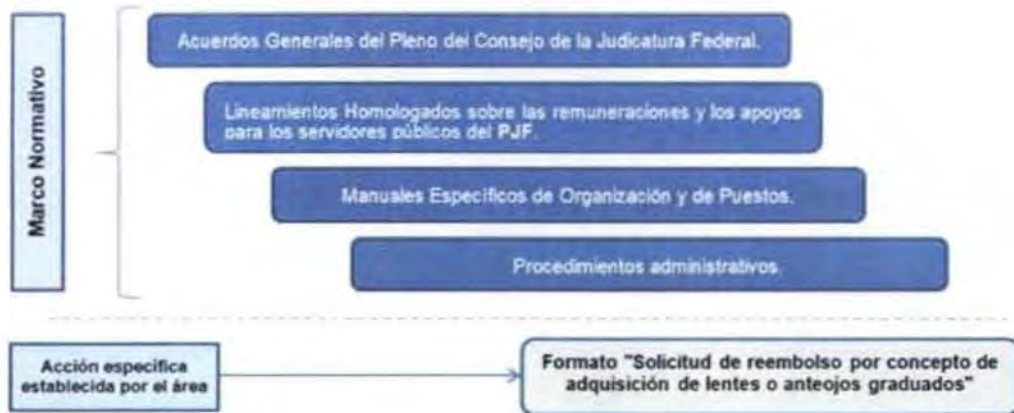 Marco Normativo
Acuerdos Generales del Pleno del Consejo de la Judicatura Federal.
Lineamientos Homologados sobre las remuneraciones y los apoyos
para los servidores públicos del PJF.
Manuales Específicos de Organización y de Puestos.
Procedimientos administrativos.
Acción específica
establecida por el área
Formato "Solicitud de reembolso por concepto de
adquisición de lentes o anteojos graduados"